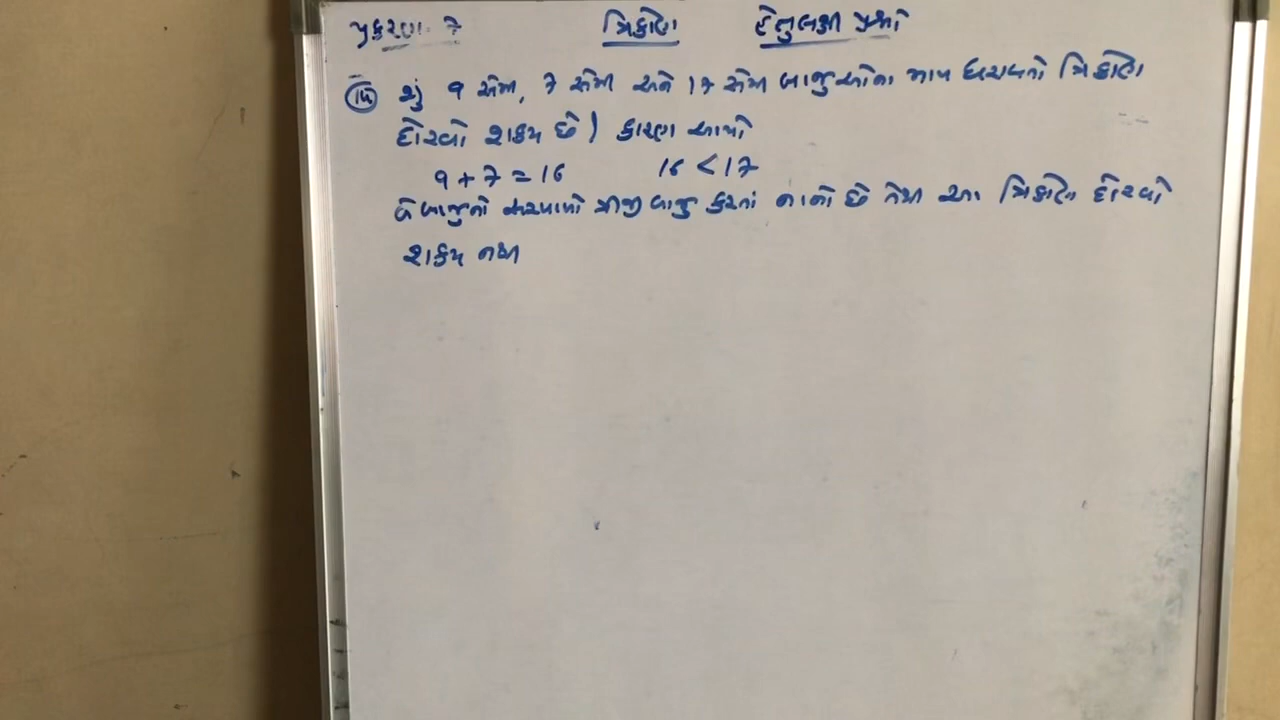 પ્રકરણ - 7 ત્રિકોણ હેતુલક્ષી પ્રશ્નો
(15) શું 9 સેમી, 7 સેમી અને 17 સેમી બાજુઓના માપ ધરાવતો ત્રિકોણ
દોરવો શક્ય છે ) કારણ આપો
9 + 7 = 16 16 < 17
બે બાજુનો સરવાળો ત્રીજી બાજુ કરતાં નાનો છે તેથી આ ત્રિકોણ દોરવો
શક્ય નથી